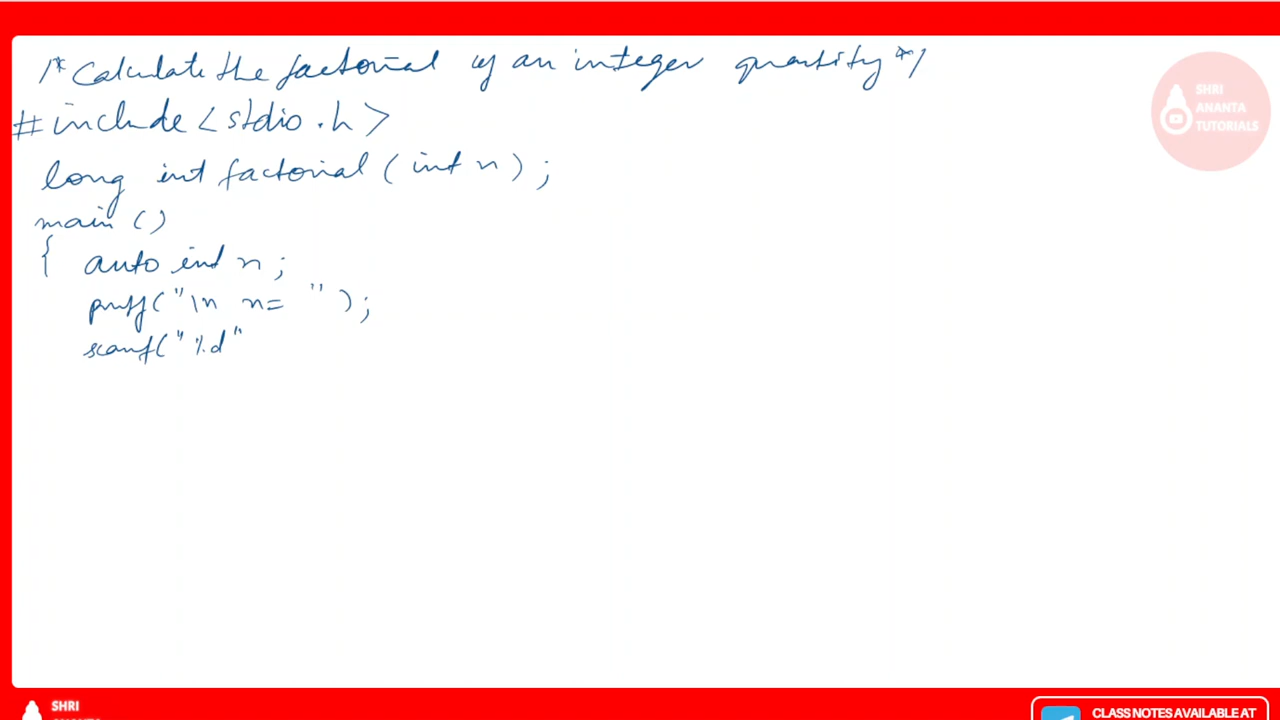 /* Calculate the factorial of an integer quantity */
#include <stdio.h>
long int factorial (int n) ;
main ()
{ auto int n ;
printf("\n n= ");
scanf("%d"
SHRI
ANANTA
TUTORIALS
SHRI
CLASS NOTES AVAILABLE AT